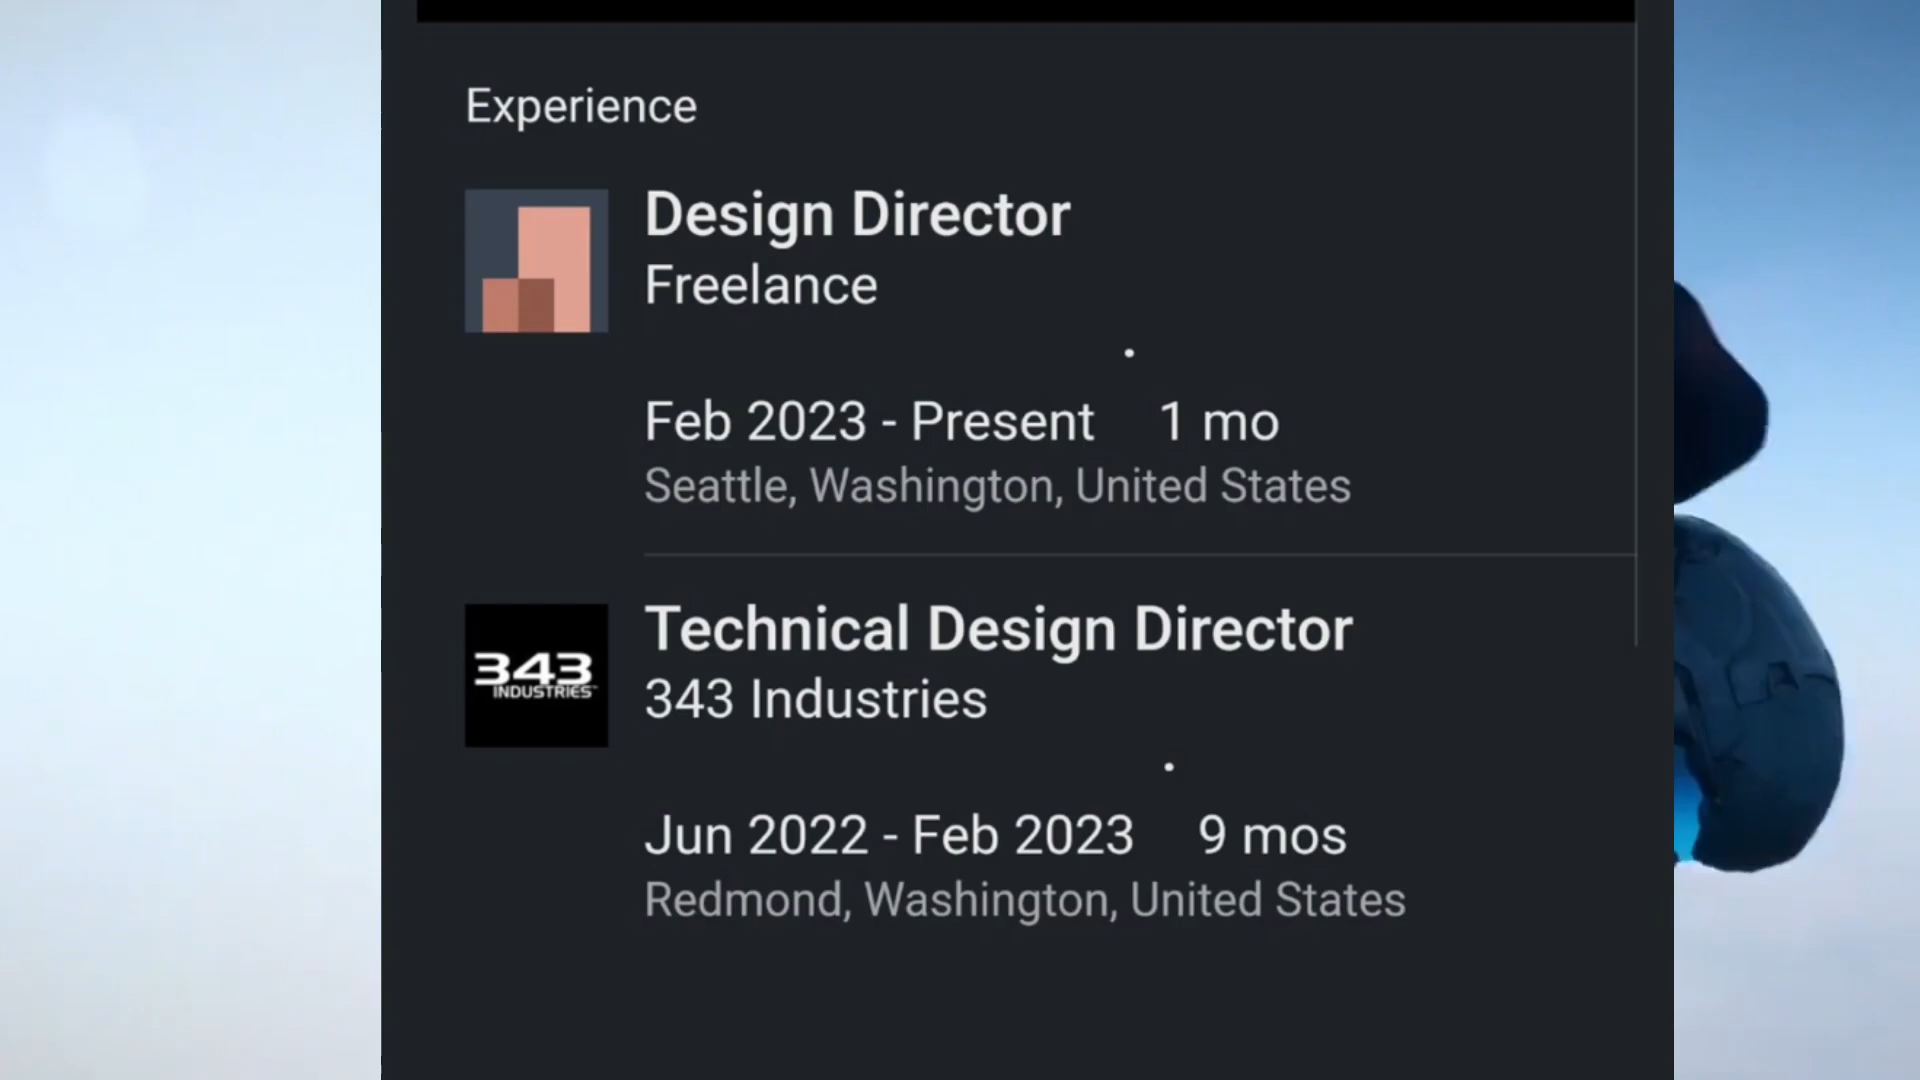 Experience
Design Director
Freelance
Feb 2023 - Present · 1 mo
Seattle, Washington, United States
Technical Design Director
343 INDUSTRIES™
343 Industries
Jun 2022 - Feb 2023 · 9 mos
Redmond, Washington, United States